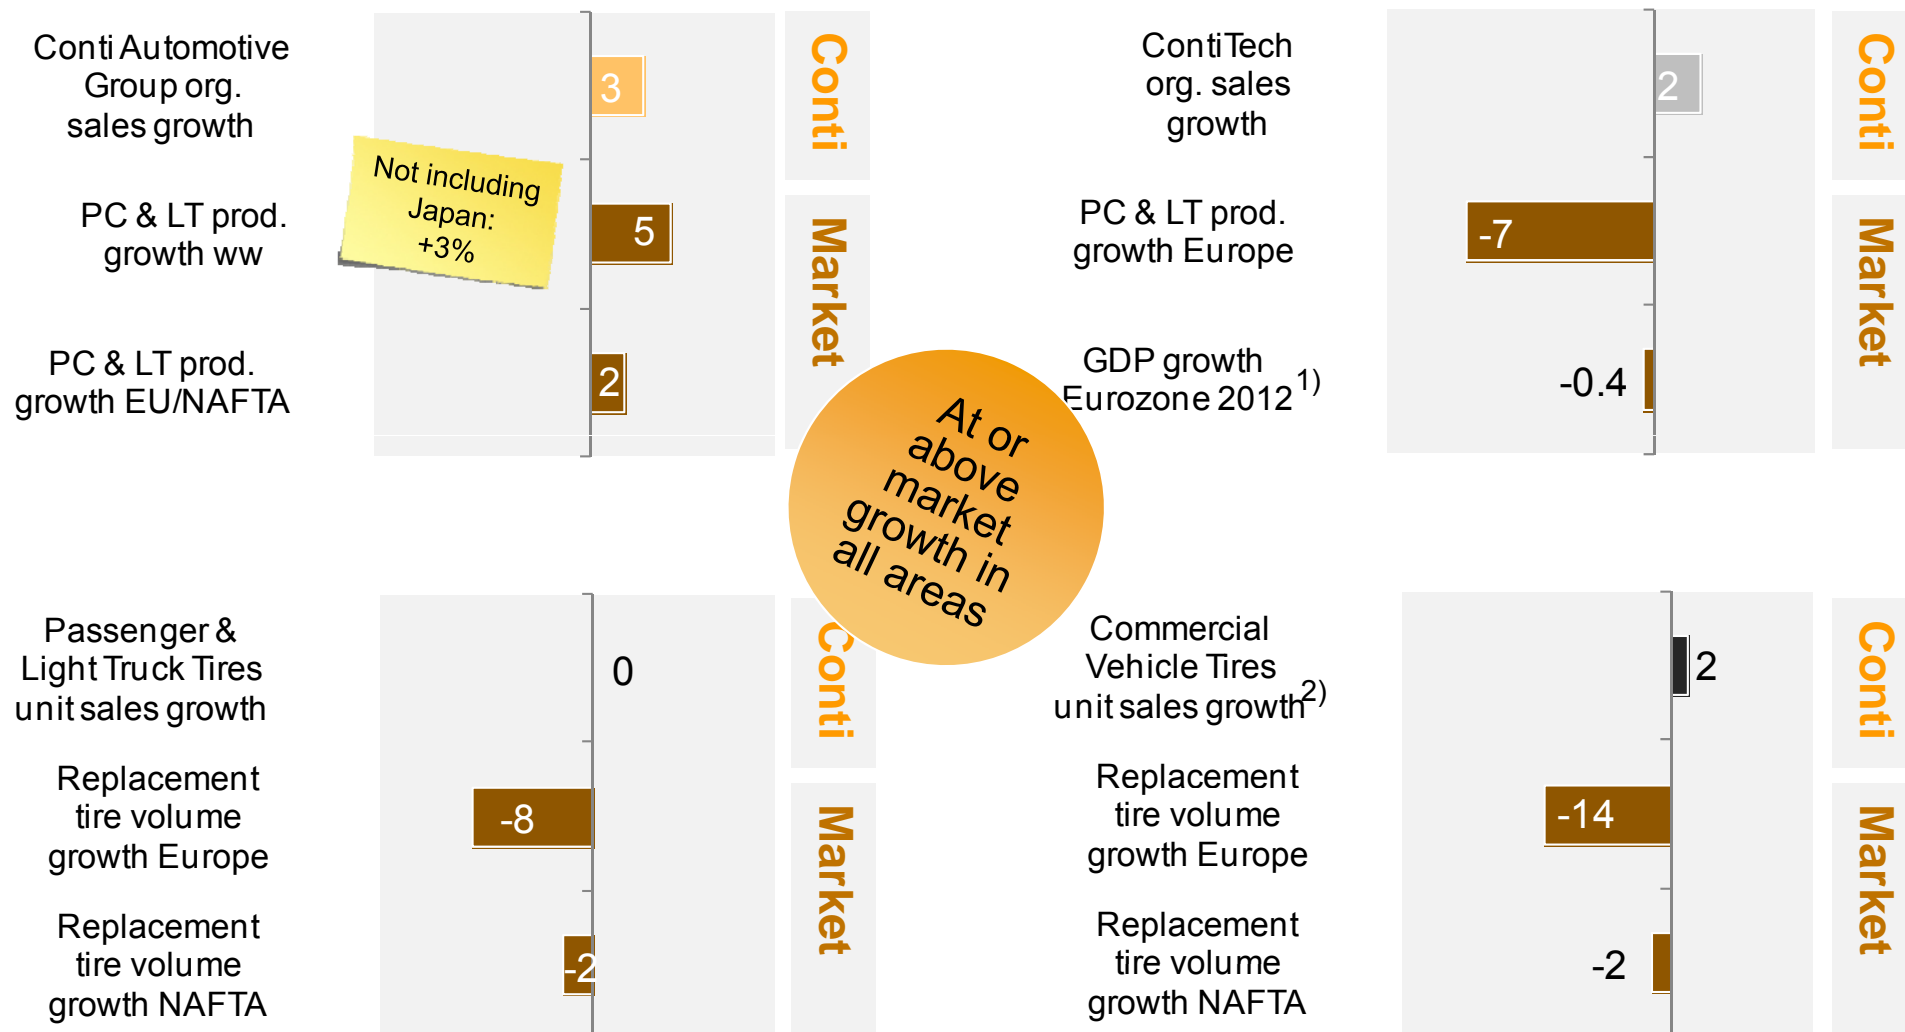 Conti Automotive
Group org.
sales growth
3
Conti
Not including
Japan:
+3%
PC & LT prod.
growth ww
5
Market
PC & LT prod.
growth EU/NAFTA
2
ContiTech
org. sales
growth
2
Conti
PC & LT prod.
growth Europe
-7
Market
GDP growth
Eurozone 2012 1)
-0.4
At or
above
market
growth in
all areas
Passenger &
Light Truck Tires
unit sales growth
0
Conti
Replacement
tire volume
growth Europe
-8
Market
Replacement
tire volume
growth NAFTA
-2
Commercial
Vehicle Tires
unit sales growth2)
2
Conti
Replacement
tire volume
growth Europe
-14
Market
Replacement
tire volume
growth NAFTA
-2